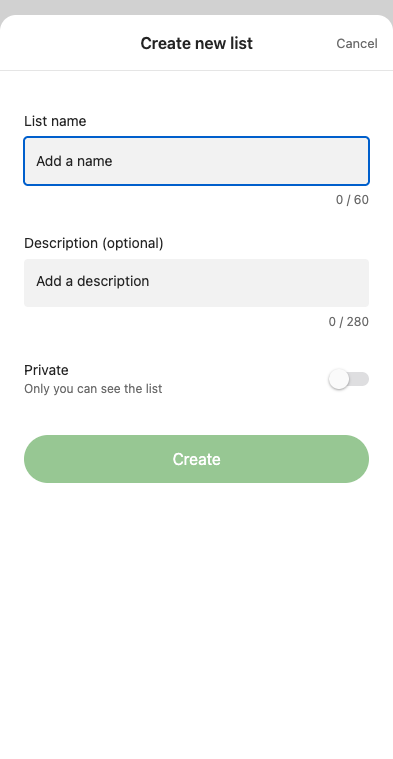 Create new list
Cancel
List name
Add a name
0 / 60
Description (optional)
Add a description
0 / 280
Private
Only you can see the list
Create